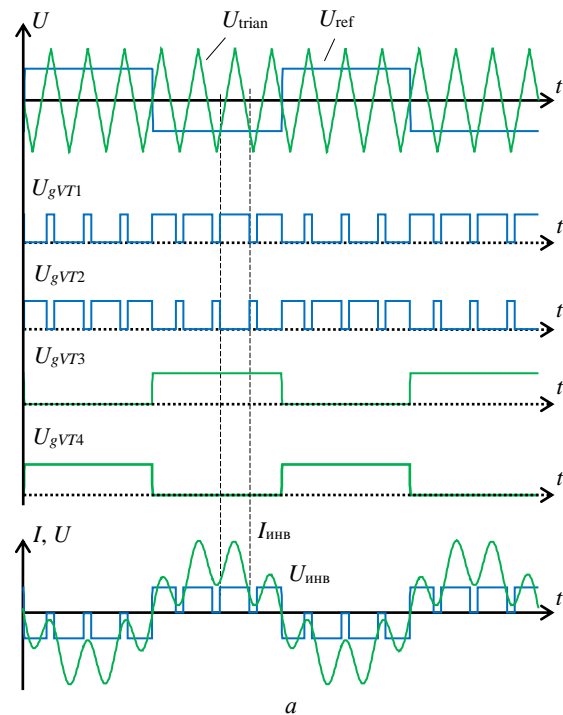 U U_trian U_ref
t
U_gVT1
t
U_gVT2
t
U_gVT3
t
U_gVT4
t
I, U I_инв
U_инв
t
а